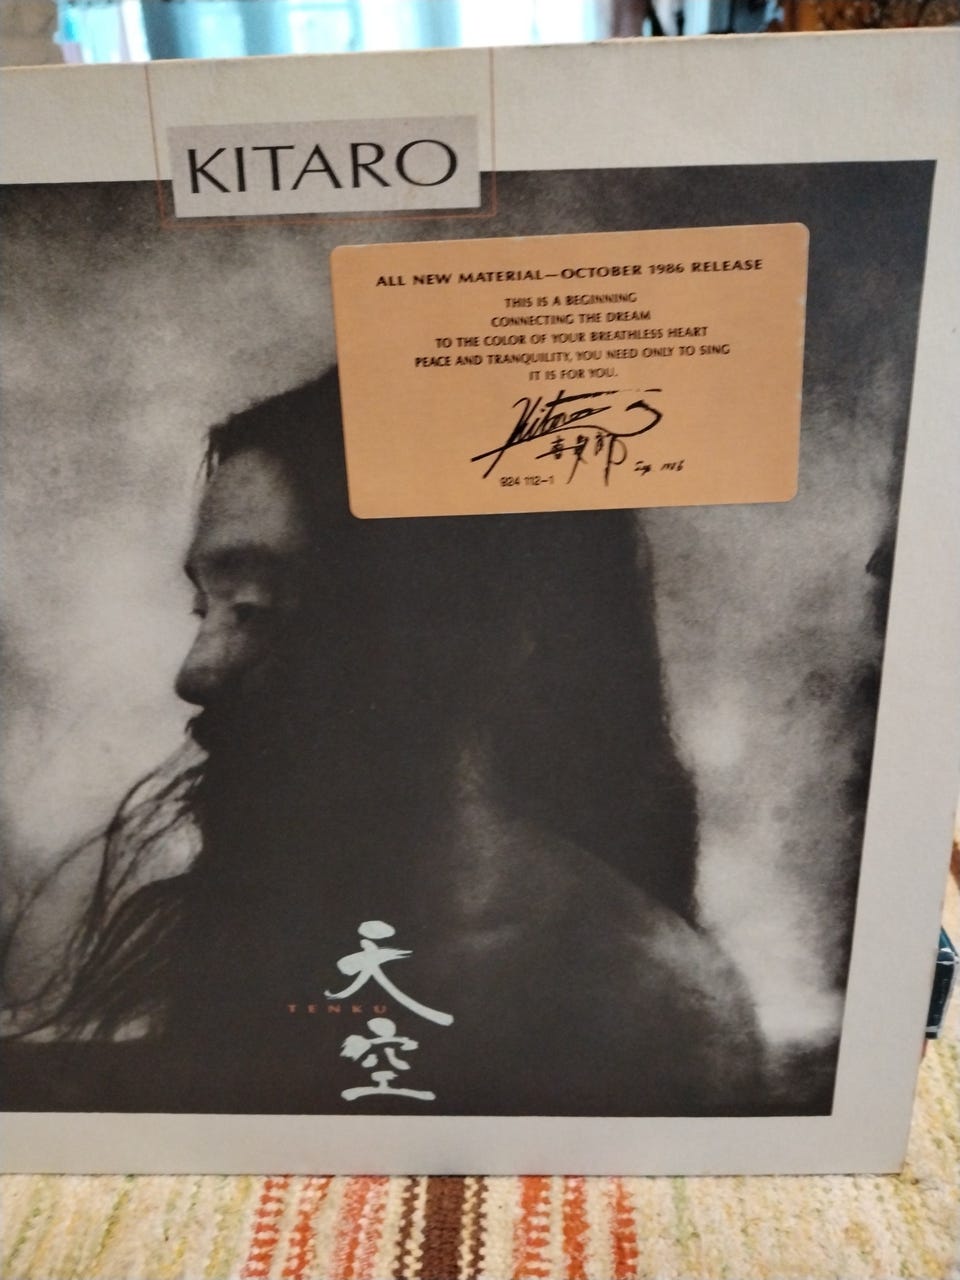 KITARO
ALL NEW MATERIAL—OCTOBER 1986 RELEASE
THIS IS A BEGINNING
CONNECTING THE DREAM
TO THE COLOR OF YOUR BREATHLESS HEART
PEACE AND TRANQUILITY, YOU NEED ONLY TO SING
IT IS FOR YOU.
Kitaro
喜多郎
924 112-1
天
TENKU
空